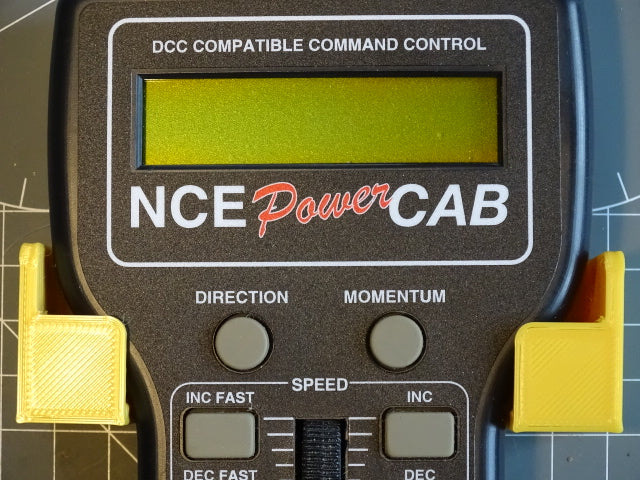 DCC COMPATIBLE COMMAND CONTROL
NCE Power CAB
DIRECTION MOMENTUM
SPEED
INC FAST INC
DEC FAST DEC